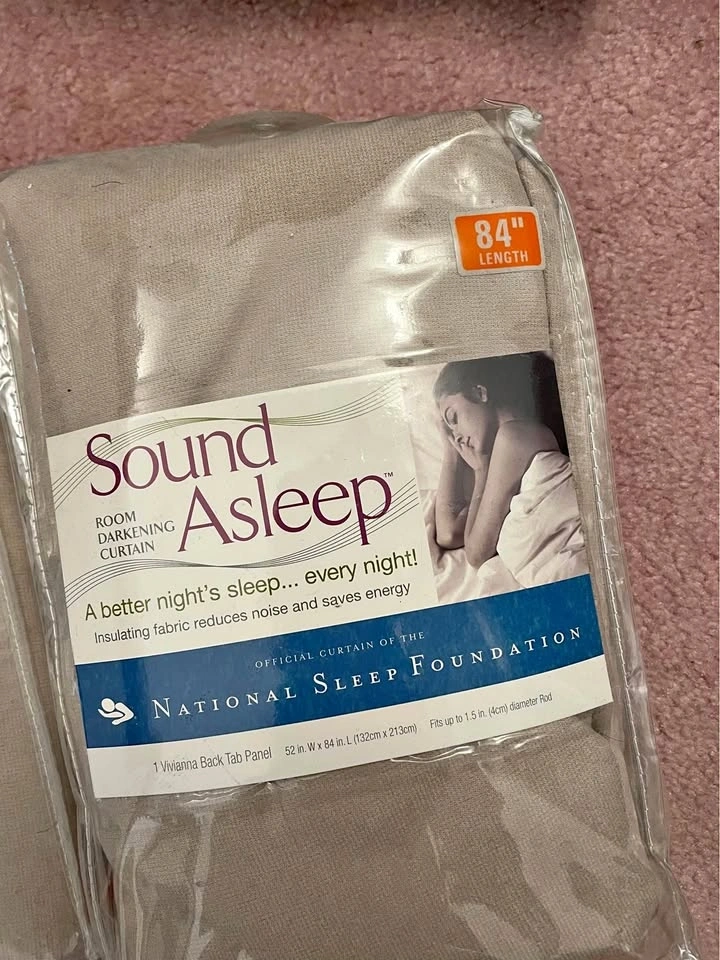 84"
LENGTH
Sound
Asleep™
ROOM
DARKENING
CURTAIN
A better night's sleep... every night!
Insulating fabric reduces noise and saves energy
OFFICIAL CURTAIN OF THE
NATIONAL SLEEP FOUNDATION
1 Vivianna Back Tab Panel 52 in. W x 84 in. L (132cm x 213cm) Fits up to 1.5 in. (4cm) diameter Rod